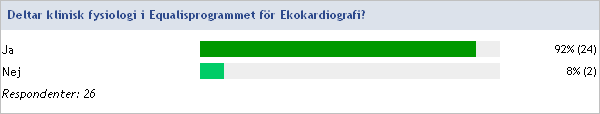 Deltar klinisk fysiologi i Equalisprogrammet för Ekokardiografi?
Ja 92% (24)
Nej 8% (2)
Respondenter: 26